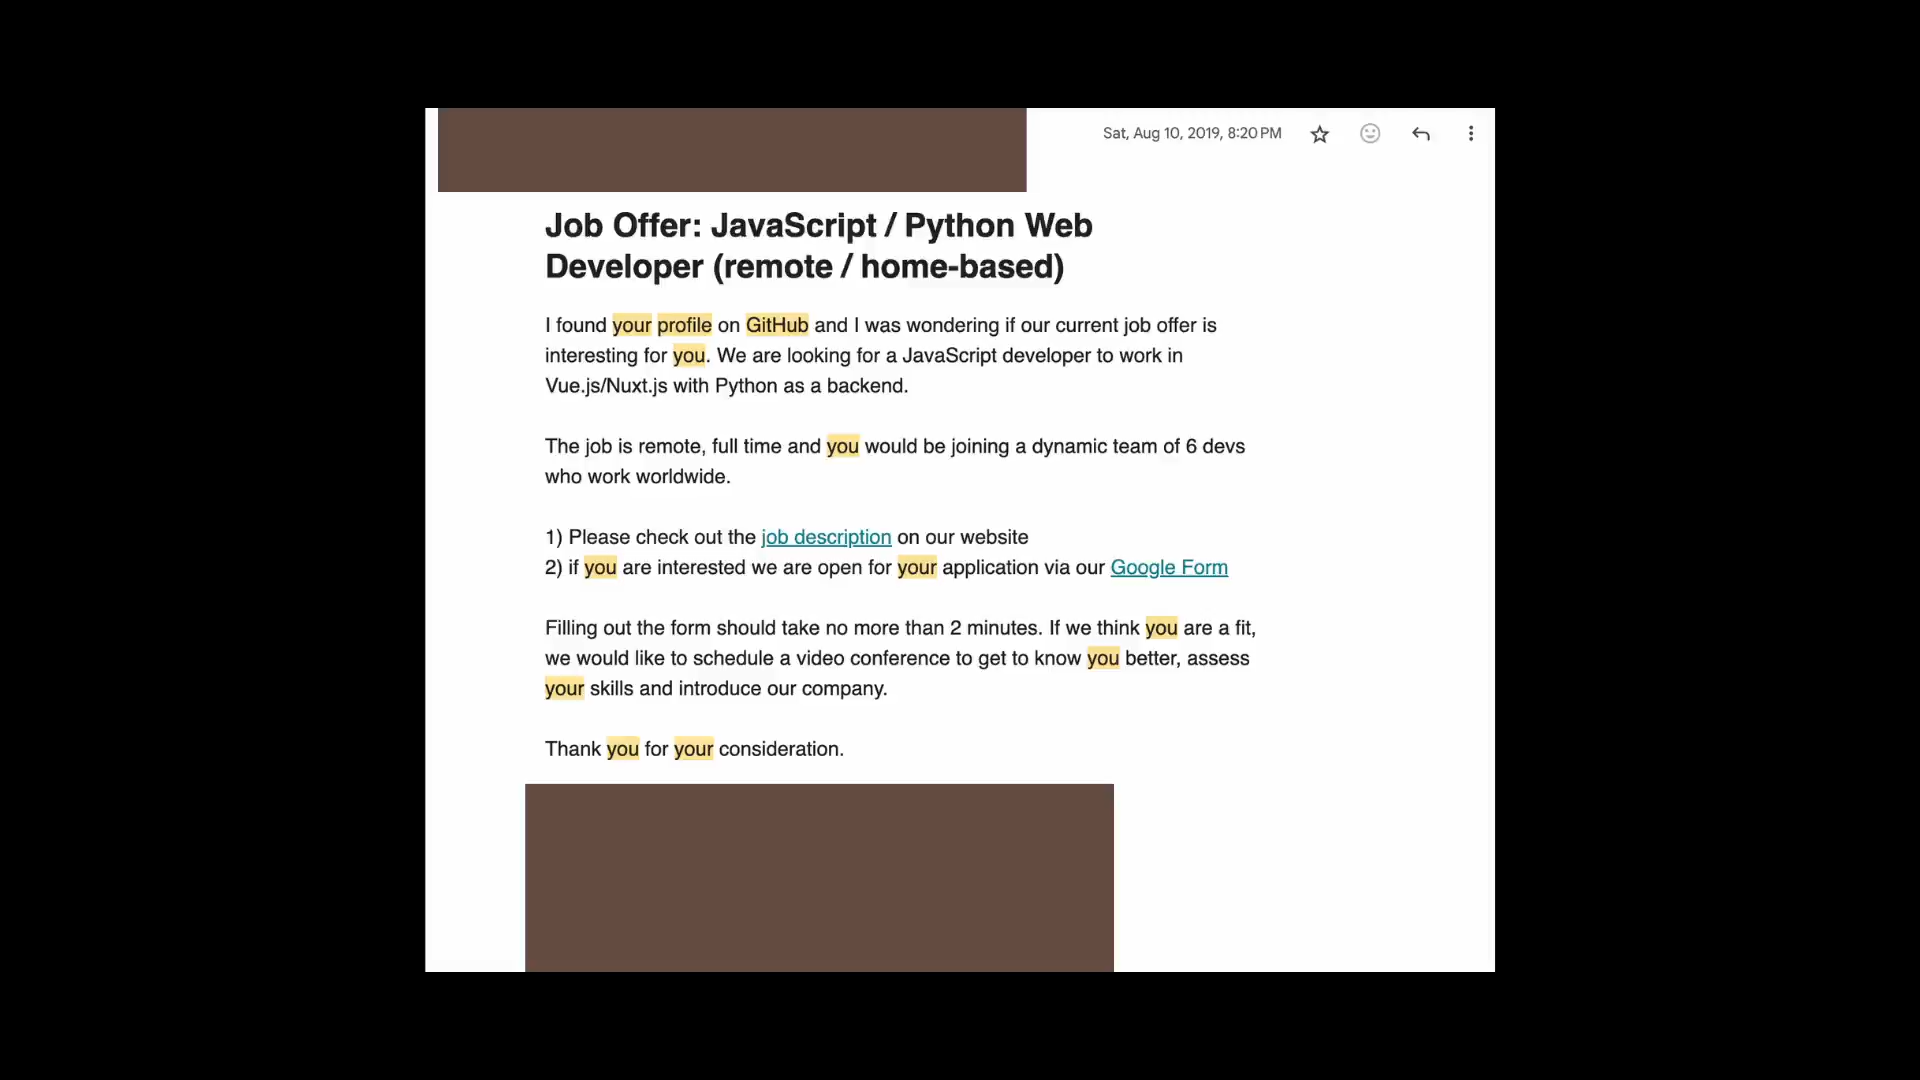 Sat, Aug 10, 2019, 8:20 PM
Job Offer: JavaScript / Python Web
Developer (remote / home-based)
I found your profile on GitHub and I was wondering if our current job offer is
interesting for you. We are looking for a JavaScript developer to work in
Vue.js/Nuxt.js with Python as a backend.
The job is remote, full time and you would be joining a dynamic team of 6 devs
who work worldwide.
1) Please check out the job description on our website
2) if you are interested we are open for your application via our Google Form
Filling out the form should take no more than 2 minutes. If we think you are a fit,
we would like to schedule a video conference to get to know you better, assess
your skills and introduce our company.
Thank you for your consideration.